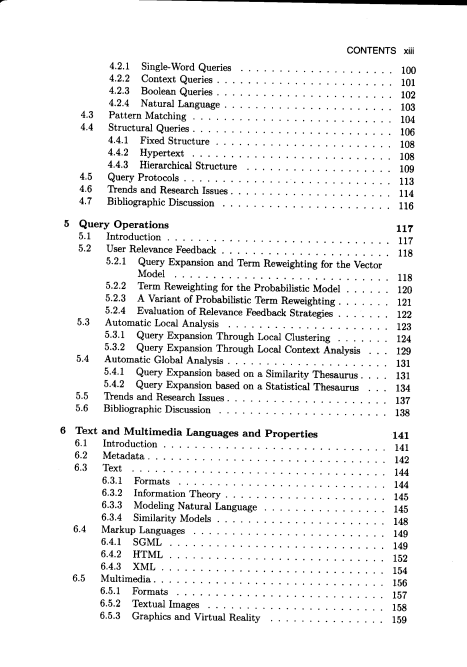 CONTENTS xiii
4.2.1 Single-Word Queries . . . . . . . . . . . . . . . . . . . . 100
4.2.2 Context Queries . . . . . . . . . . . . . . . . . . . . . . . 101
4.2.3 Boolean Queries . . . . . . . . . . . . . . . . . . . . . . . 102
4.2.4 Natural Language . . . . . . . . . . . . . . . . . . . . . . 103
4.3 Pattern Matching . . . . . . . . . . . . . . . . . . . . . . . . . . 104
4.4 Structural Queries . . . . . . . . . . . . . . . . . . . . . . . . . . 106
4.4.1 Fixed Structure . . . . . . . . . . . . . . . . . . . . . . . 108
4.4.2 Hypertext . . . . . . . . . . . . . . . . . . . . . . . . . . 108
4.4.3 Hierarchical Structure . . . . . . . . . . . . . . . . . . . 109
4.5 Query Protocols . . . . . . . . . . . . . . . . . . . . . . . . . . . 113
4.6 Trends and Research Issues . . . . . . . . . . . . . . . . . . . . . 114
4.7 Bibliographic Discussion . . . . . . . . . . . . . . . . . . . . . . 116
5 Query Operations 117
5.1 Introduction . . . . . . . . . . . . . . . . . . . . . . . . . . . . . 117
5.2 User Relevance Feedback . . . . . . . . . . . . . . . . . . . . . . 118
5.2.1 Query Expansion and Term Reweighting for the Vector
Model . . . . . . . . . . . . . . . . . . . . . . . . . . . . 118
5.2.2 Term Reweighting for the Probabilistic Model . . . . . . 120
5.2.3 A Variant of Probabilistic Term Reweighting . . . . . . . 121
5.2.4 Evaluation of Relevance Feedback Strategies . . . . . . . 122
5.3 Automatic Local Analysis . . . . . . . . . . . . . . . . . . . . . 123
5.3.1 Query Expansion Through Local Clustering . . . . . . . 124
5.3.2 Query Expansion Through Local Context Analysis . . . 129
5.4 Automatic Global Analysis . . . . . . . . . . . . . . . . . . . . . 131
5.4.1 Query Expansion based on a Similarity Thesaurus . . . . 131
5.4.2 Query Expansion based on a Statistical Thesaurus . . . 134
5.5 Trends and Research Issues . . . . . . . . . . . . . . . . . . . . . 137
5.6 Bibliographic Discussion . . . . . . . . . . . . . . . . . . . . . . 138
6 Text and Multimedia Languages and Properties 141
6.1 Introduction . . . . . . . . . . . . . . . . . . . . . . . . . . . . . 141
6.2 Metadata . . . . . . . . . . . . . . . . . . . . . . . . . . . . . . . 142
6.3 Text . . . . . . . . . . . . . . . . . . . . . . . . . . . . . . . . . 144
6.3.1 Formats . . . . . . . . . . . . . . . . . . . . . . . . . . . 144
6.3.2 Information Theory . . . . . . . . . . . . . . . . . . . . . 145
6.3.3 Modeling Natural Language . . . . . . . . . . . . . . . . 145
6.3.4 Similarity Models . . . . . . . . . . . . . . . . . . . . . . 148
6.4 Markup Languages . . . . . . . . . . . . . . . . . . . . . . . . . 149
6.4.1 SGML . . . . . . . . . . . . . . . . . . . . . . . . . . . . 149
6.4.2 HTML . . . . . . . . . . . . . . . . . . . . . . . . . . . . 152
6.4.3 XML . . . . . . . . . . . . . . . . . . . . . . . . . . . . . 154
6.5 Multimedia . . . . . . . . . . . . . . . . . . . . . . . . . . . . . . 156
6.5.1 Formats . . . . . . . . . . . . . . . . . . . . . . . . . . . 157
6.5.2 Textual Images . . . . . . . . . . . . . . . . . . . . . . . 158
6.5.3 Graphics and Virtual Reality . . . . . . . . . . . . . . . 159